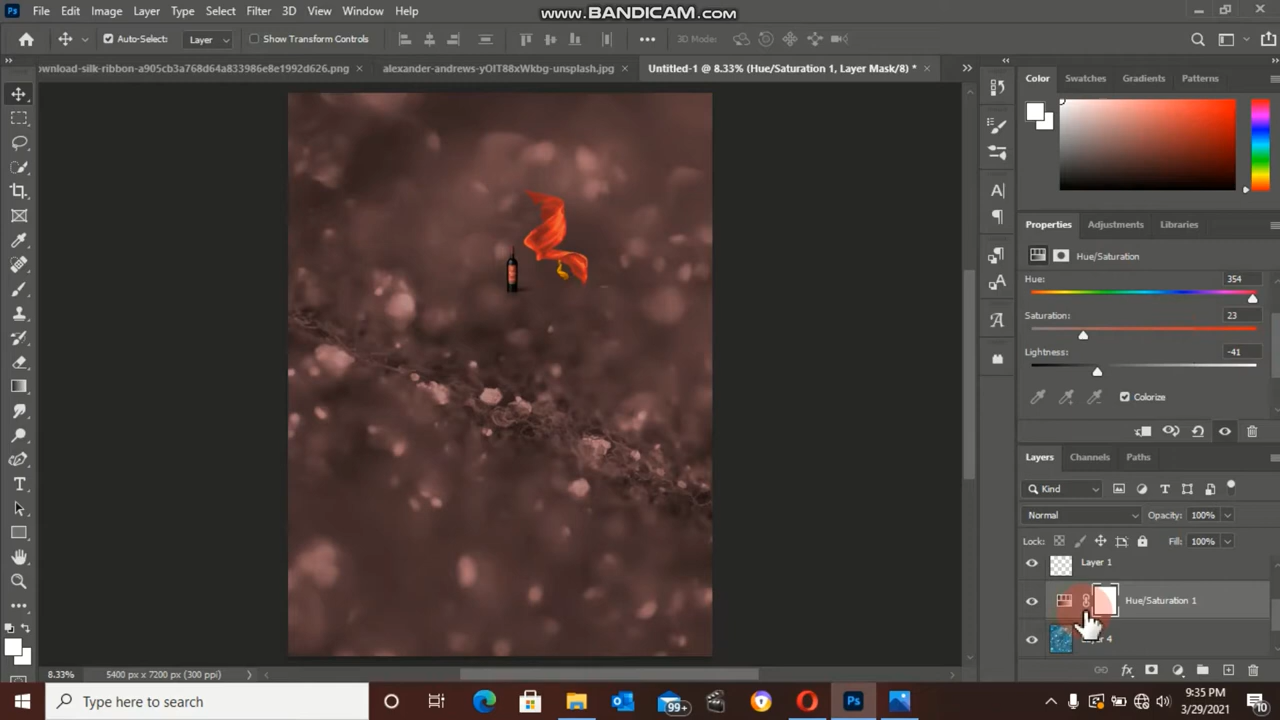 www.BANDICAM.com
Ps File Edit Image Layer Type Select Filter 3D View Window Help
Auto-Select: Layer Show Transform Controls 3D Mode:
ownload-silk-ribbon-a905cb3a768d64a833986e8e1992d626.png × alexander-andrews-yOIT88xWkbg-unsplash.jpg × Untitled-1 @ 8.33% (Hue/Saturation 1, Layer Mask/8) * ×
Color Swatches Gradients Patterns
Properties Adjustments Libraries
Hue/Saturation
Hue: 354
Saturation: 23
Lightness: -41
Colorize
Layers Channels Paths
Kind
Normal Opacity: 100%
Lock: Fill: 100%
Layer 1
Hue/Saturation 1
yer 4
8.33% 5400 px x 7200 px (300 ppi)
Type here to search
99+
Ps
9:35 PM
3/29/2021
10